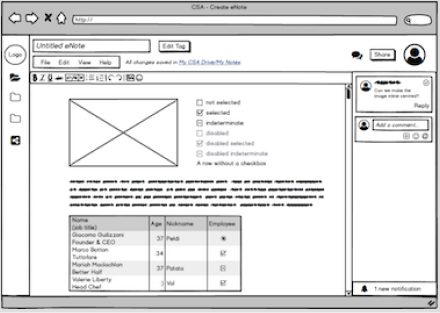 CSA - Create eNote
http://
Logo
Untitled eNote
Edit Tag
File Edit View Help
All changes saved in My CSA Drive/My Notes
Share
B I U
not selected
selected
indeterminate
disabled
disabled selected
disabled indeterminate
A row without a checkbox
Can we make the
image inline centred?
Reply
Add a comment...
Name
(job title)
Age
Nickname
Employee
Giacomo Guilizzoni
Founder & CEO
37
Peldi
Marco Botton
Tuttofare
34
Mariah Maclachlan
Better Half
37
Patata
Valerie Liberty
Head Chef
Val
1 new notification